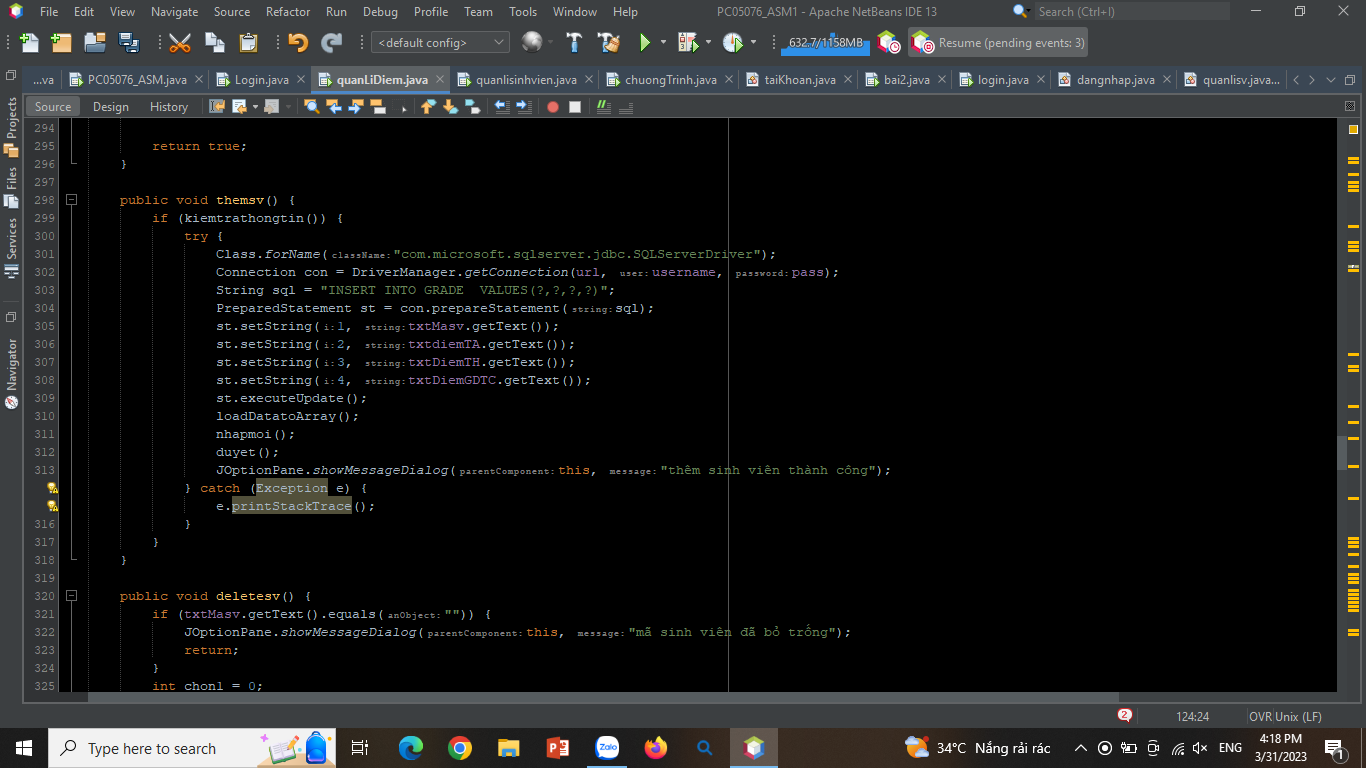 File Edit View Navigate Source Refactor Run Debug Profile Team Tools Window Help PC05076_ASM1 - Apache NetBeans IDE 13 Search (Ctrl+I)
<default config> 632.7/1158MB Resume (pending events: 3)
...va PC05076_ASM.java Login.java quanLiDiem.java quanlisinhvien.java chuongTrinh.java taiKhoan.java bai2.java login.java dangnhap.java quanlisv.java...
Source Design History
Projects
Files
Services
Navigator
294
295 return true;
296 }
297
298 public void themsv() {
299 if (kiemtrathongtin()) {
300 try {
301 Class.forName(className:"com.microsoft.sqlserver.jdbc.SQLServerDriver");
302 Connection con = DriverManager.getConnection(url, user:username, password:pass);
303 String sql = "INSERT INTO GRADE  VALUES(?,?,?,?)";
304 PreparedStatement st = con.prepareStatement(string:sql);
305 st.setString(i:1, string:txtMasv.getText());
306 st.setString(i:2, string:txtdiemTA.getText());
307 st.setString(i:3, string:txtDiemTH.getText());
308 st.setString(i:4, string:txtDiemGDTC.getText());
309 st.executeUpdate();
310 loadDatatoArray();
311 nhapmoi();
312 duyet();
313 JOptionPane.showMessageDialog(parentComponent:this, message:"thêm sinh viên thành công");
} catch (Exception e) {
e.printStackTrace();
316 }
317 }
318 }
319
320 public void deletesv() {
321 if (txtMasv.getText().equals(anObject:"")) {
322 JOptionPane.showMessageDialog(parentComponent:this, message:"mã sinh viên đã bỏ trống");
323 return;
324 }
325 int chon1 = 0;
2 124:24 OVR Unix (LF)
Type here to search Zalo 34°C Nắng rải rác ENG 4:18 PM
3/31/2023 1